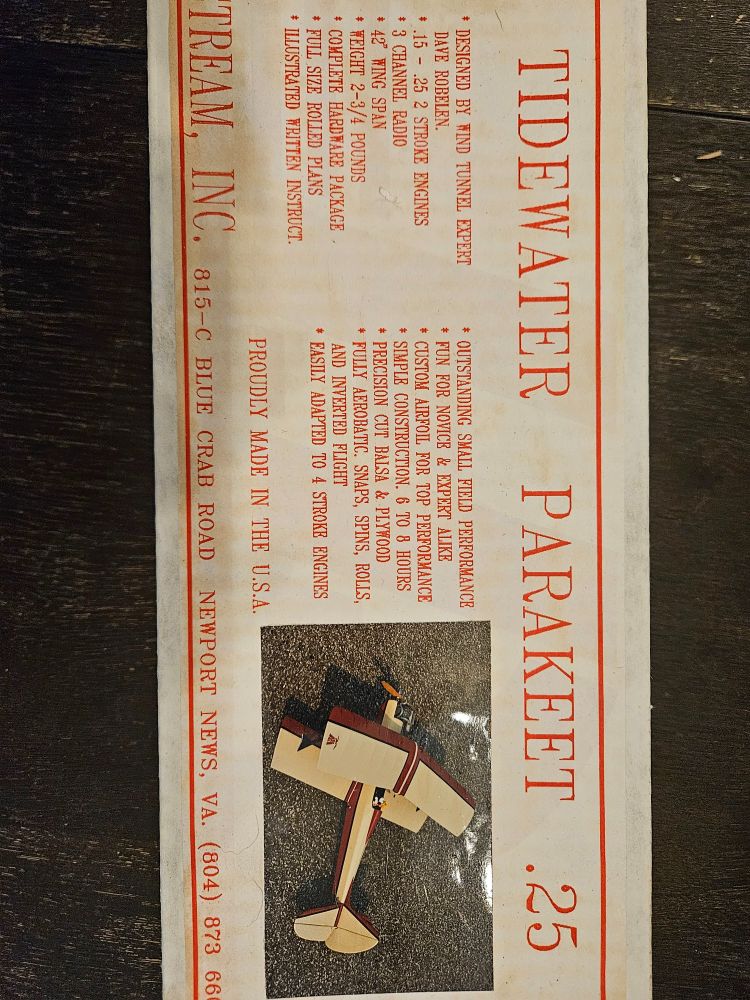 TIDEWATER PARAKEET .25
* DESIGNED BY WIND TUNNEL EXPERT
DAVE ROBELEN.
* .15 - .25 2 STROKE ENGINES
* 3 CHANNEL RADIO
* 42" WING SPAN
* WEIGHT 2-3/4 POUNDS
* COMPLETE HARDWARE PACKAGE
* FULL SIZE ROLLED PLANS
* ILLUSTRATED WRITTEN INSTRUCT.
* OUTSTANDING SMALL FIELD PERFORMANCE
* FUN FOR NOVICE & EXPERT ALIKE
* CUSTOM AIRFOIL FOR TOP PERFORMANCE
* SIMPLE CONSTRUCTION. 6 TO 8 HOURS
* PRECISION CUT BALSA & PLYWOOD
* FULLY AEROBATIC. SNAPS, SPINS, ROLLS,
AND INVERTED FLIGHT
* EASILY ADAPTED TO 4 STROKE ENGINES
PROUDLY MADE IN THE U.S.A.
TREAM, INC. 815-C BLUE CRAB ROAD NEWPORT NEWS, VA. (804) 873 66